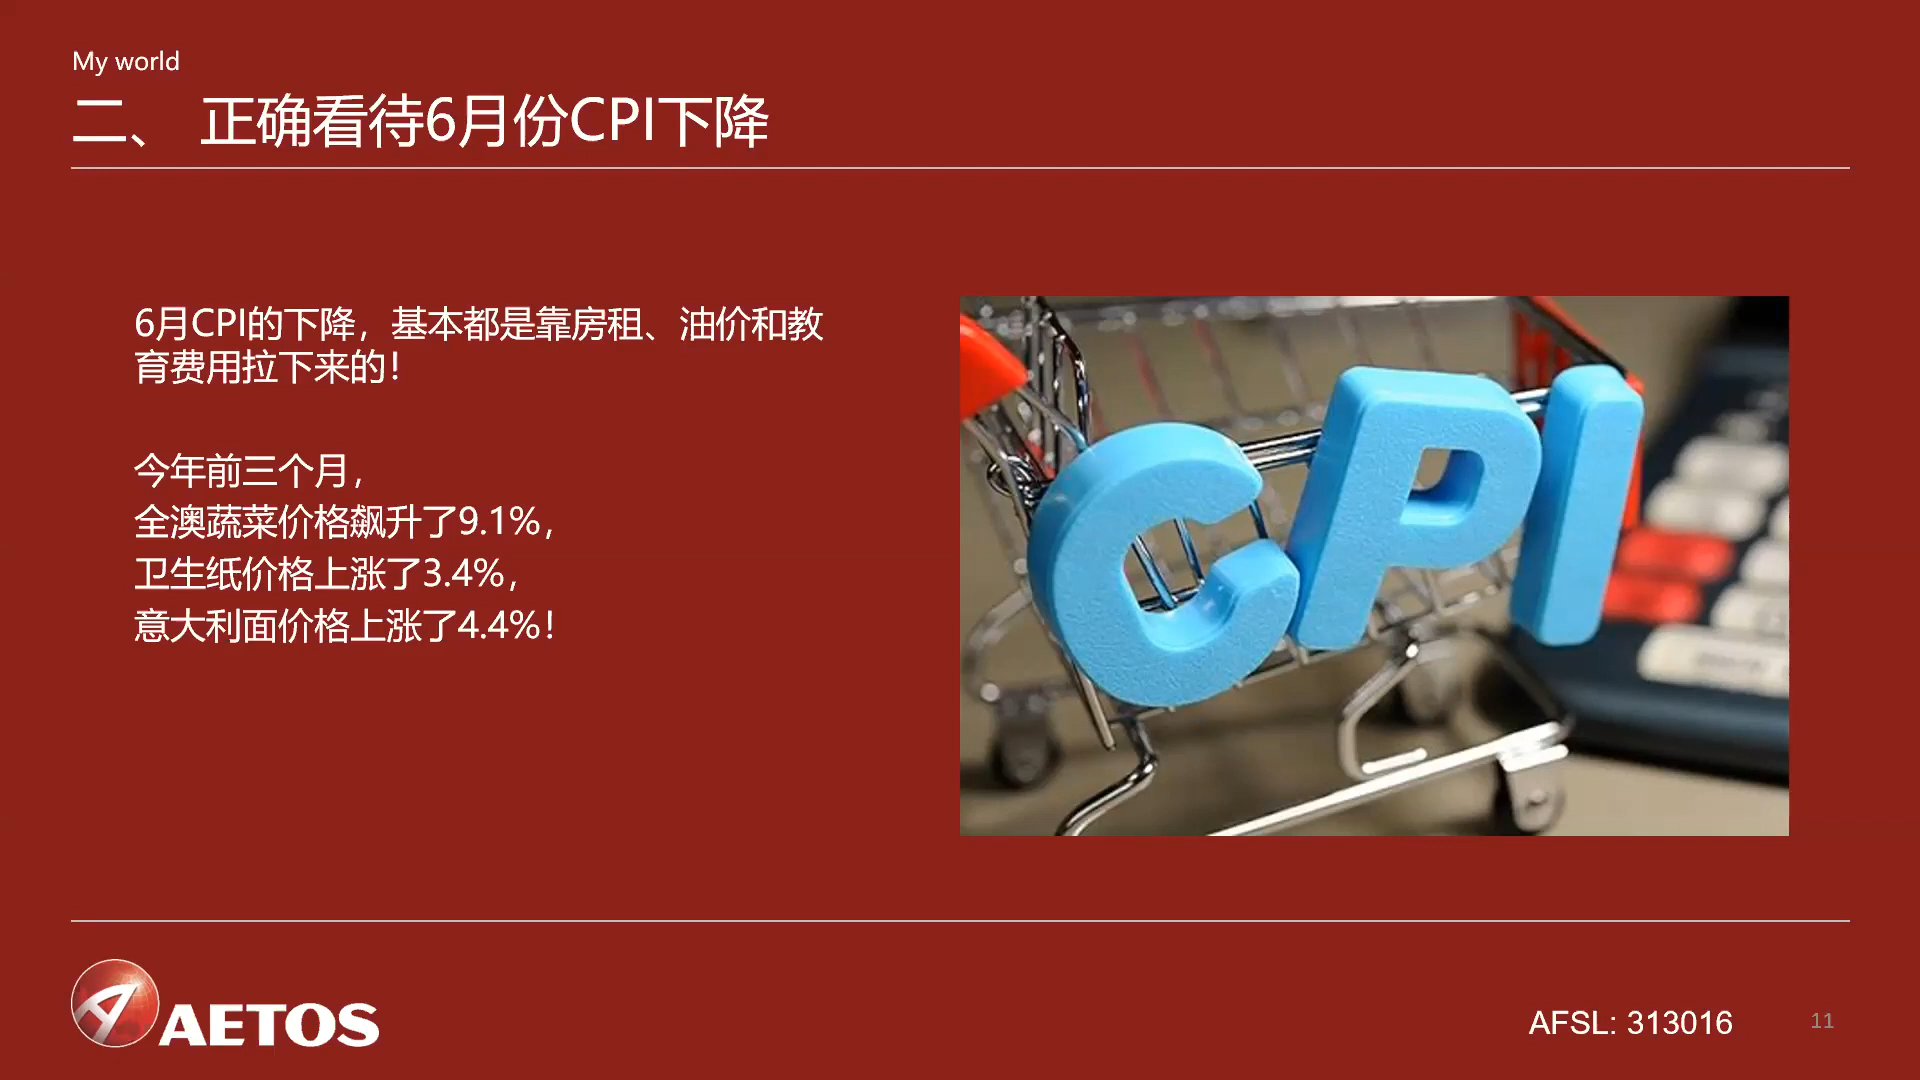 My world
二、 正确看待6月份CPI下降
6月CPI的下降，基本都是靠房租、油价和教
育费用拉下来的！
今年前三个月，
全澳蔬菜价格飙升了9.1%，
卫生纸价格上涨了3.4%，
意大利面价格上涨了4.4%！
CPI
AETOS
AFSL: 313016
11